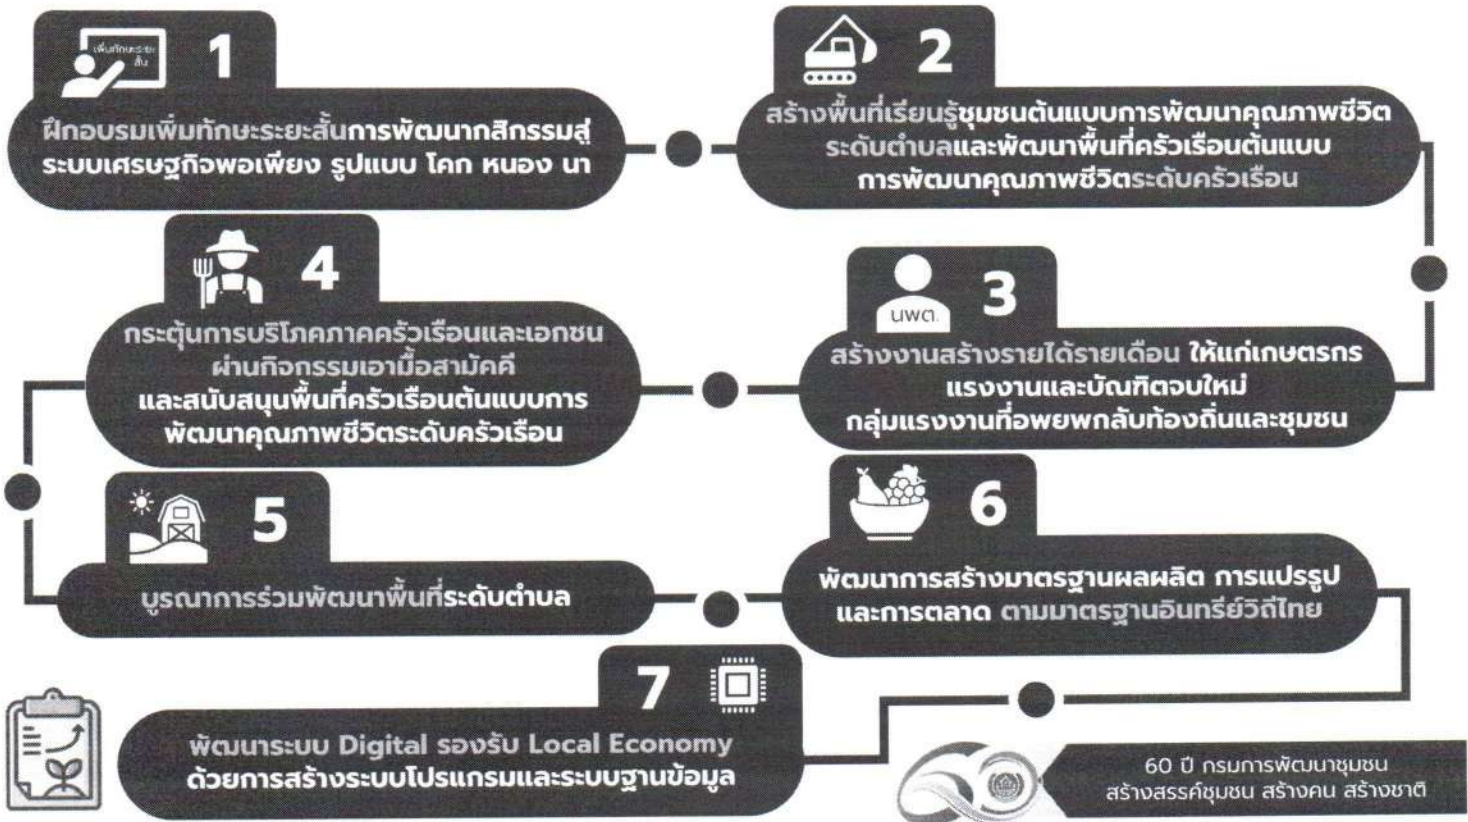 เพิ่มทักษะระยะ
สั้น
1
ฝึกอบรมเพิ่มทักษะระยะสั้นการพัฒนากสิกรรมสู่
ระบบเศรษฐกิจพอเพียง รูปแบบ โคก หนอง นา
2
สร้างพื้นที่เรียนรู้ชุมชนต้นแบบการพัฒนาคุณภาพชีวิต
ระดับตำบลและพัฒนาพื้นที่ครัวเรือนต้นแบบ
การพัฒนาคุณภาพชีวิตระดับครัวเรือน
นพต.
3
สร้างงานสร้างรายได้รายเดือน ให้แก่เกษตรกร
แรงงานและบัณฑิตจบใหม่
กลุ่มแรงงานที่อพยพกลับท้องถิ่นและชุมชน
4
กระตุ้นการบริโภคภาคครัวเรือนและเอกชน
ผ่านกิจกรรมเอามื้อสามัคคี
และสนับสนุนพื้นที่ครัวเรือนต้นแบบการ
พัฒนาคุณภาพชีวิตระดับครัวเรือน
5
บูรณาการร่วมพัฒนาพื้นที่ระดับตำบล
6
พัฒนาการสร้างมาตรฐานผลผลิต การแปรรูป
และการตลาด ตามมาตรฐานอินทรีย์วิถีไทย
7
พัฒนาระบบ Digital รองรับ Local Economy
ด้วยการสร้างระบบโปรแกรมและระบบฐานข้อมูล
60 ปี กรมการพัฒนาชุมชน
สร้างสรรค์ชุมชน สร้างคน สร้างชาติ